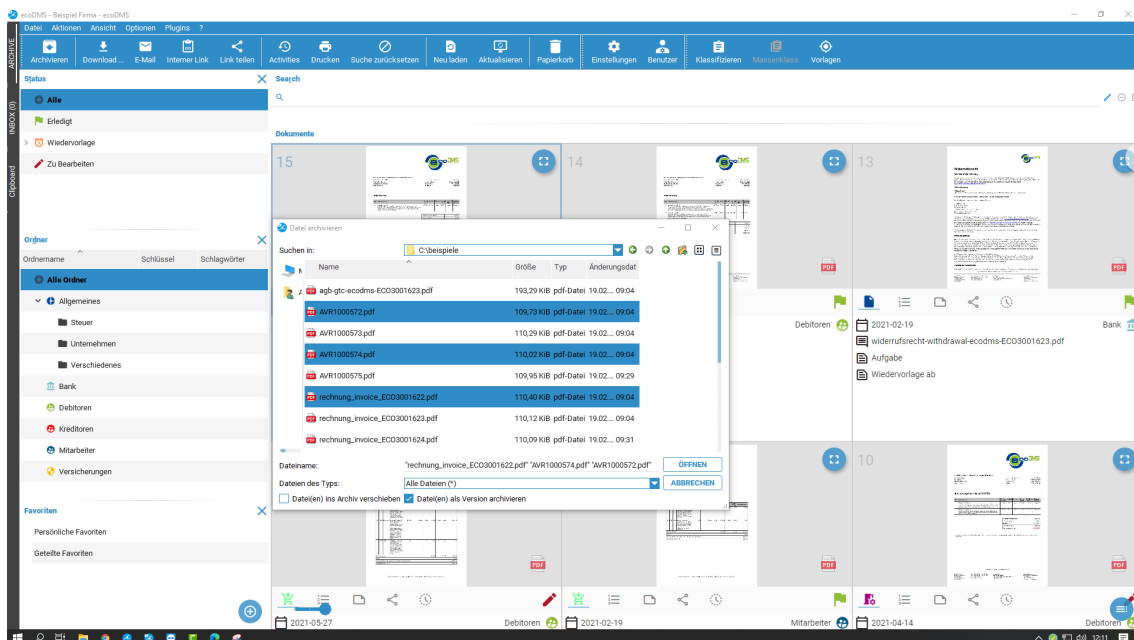 ecoDMS - Beispiel Firma - ecoDMS
Datei Aktionen Ansicht Optionen Plugins ?
Archivieren Download ... E-Mail Interner Link Link teilen Activities Drucken Suche zurücksetzen Neu laden Aktualisieren Papierkorb Einstellungen Benutzer Klassifizieren Massenklass. Vorlagen
ARCHIVE
INBOX (0)
Clipboard
Status
Alle
Erledigt
Wiedervorlage
Zu Bearbeiten
Ordner
Ordnername Schlüssel Schlagwörter
Alle Ordner
Allgemeines
Steuer
Unternehmen
Verschiedenes
Bank
Debitoren
Kreditoren
Mitarbeiter
Versicherungen
Favoriten
Persönliche Favoriten
Geteilte Favoriten
Search
Dokumente
15
14
13
Datei archivieren
Suchen in: C:\beispiele
Name Größe Typ Änderungsdat
agb-gtc-ecodms-ECO3001623.pdf 193,29 KiB pdf-Datei 19.02.... 09:04
AVR1000572.pdf 109,73 KiB pdf-Datei 19.02.... 09:04
AVR1000573.pdf 110,29 KiB pdf-Datei 19.02.... 09:04
AVR1000574.pdf 110,02 KiB pdf-Datei 19.02.... 09:04
AVR1000575.pdf 109,95 KiB pdf-Datei 19.02.... 09:29
rechnung_invoice_ECO3001622.pdf 110,40 KiB pdf-Datei 19.02.... 09:04
rechnung_invoice_ECO3001623.pdf 110,12 KiB pdf-Datei 19.02.... 09:04
rechnung_invoice_ECO3001624.pdf 110,09 KiB pdf-Datei 19.02.... 09:31
Dateiname: "rechnung_invoice_ECO3001622.pdf" "AVR1000574.pdf" "AVR1000572.pdf" ÖFFNEN
Dateien des Typs: Alle Dateien (*) ABBRECHEN
Datei(en) ins Archiv verschieben Datei(en) als Version archivieren
PDF
PDF
Debitoren
2021-02-19 Bank
widerrufsrecht-withdrawal-ecodms-ECO3001623.pdf
Aufgabe
Wiedervorlage ab
10
PDF
PDF
PDF
2021-05-27 Debitoren
2021-02-19 Mitarbeiter
2021-04-14 Debitoren
12:11